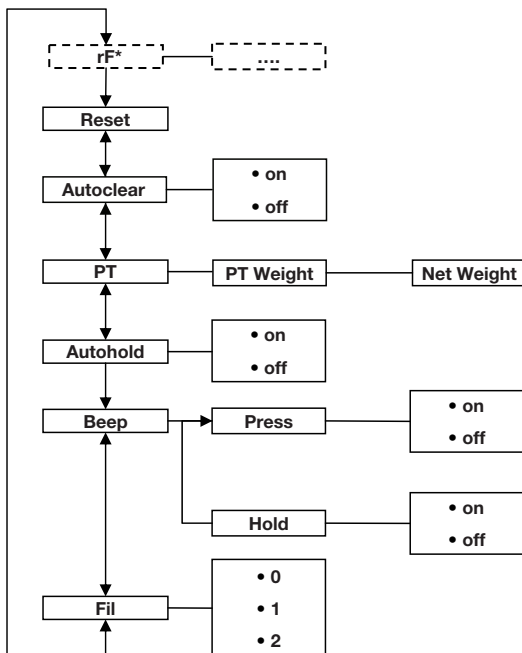 rF*
....
Reset
Autoclear
• on
• off
PT
PT Weight
Net Weight
Autohold
• on
• off
Beep
Press
• on
• off
Hold
• on
• off
Fil
• 0
• 1
• 2